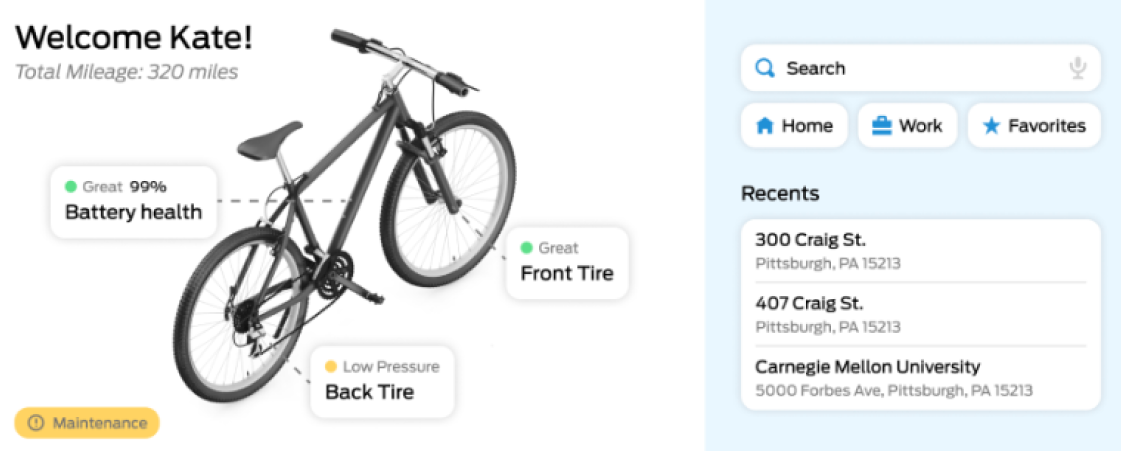 Welcome Kate!
Total Mileage: 320 miles
Great 99%
Battery health
Great
Front Tire
Low Pressure
Back Tire
Maintenance
Search
Home
Work
Favorites
Recents
300 Craig St.
Pittsburgh, PA 15213
407 Craig St.
Pittsburgh, PA 15213
Carnegie Mellon University
5000 Forbes Ave, Pittsburgh, PA 15213